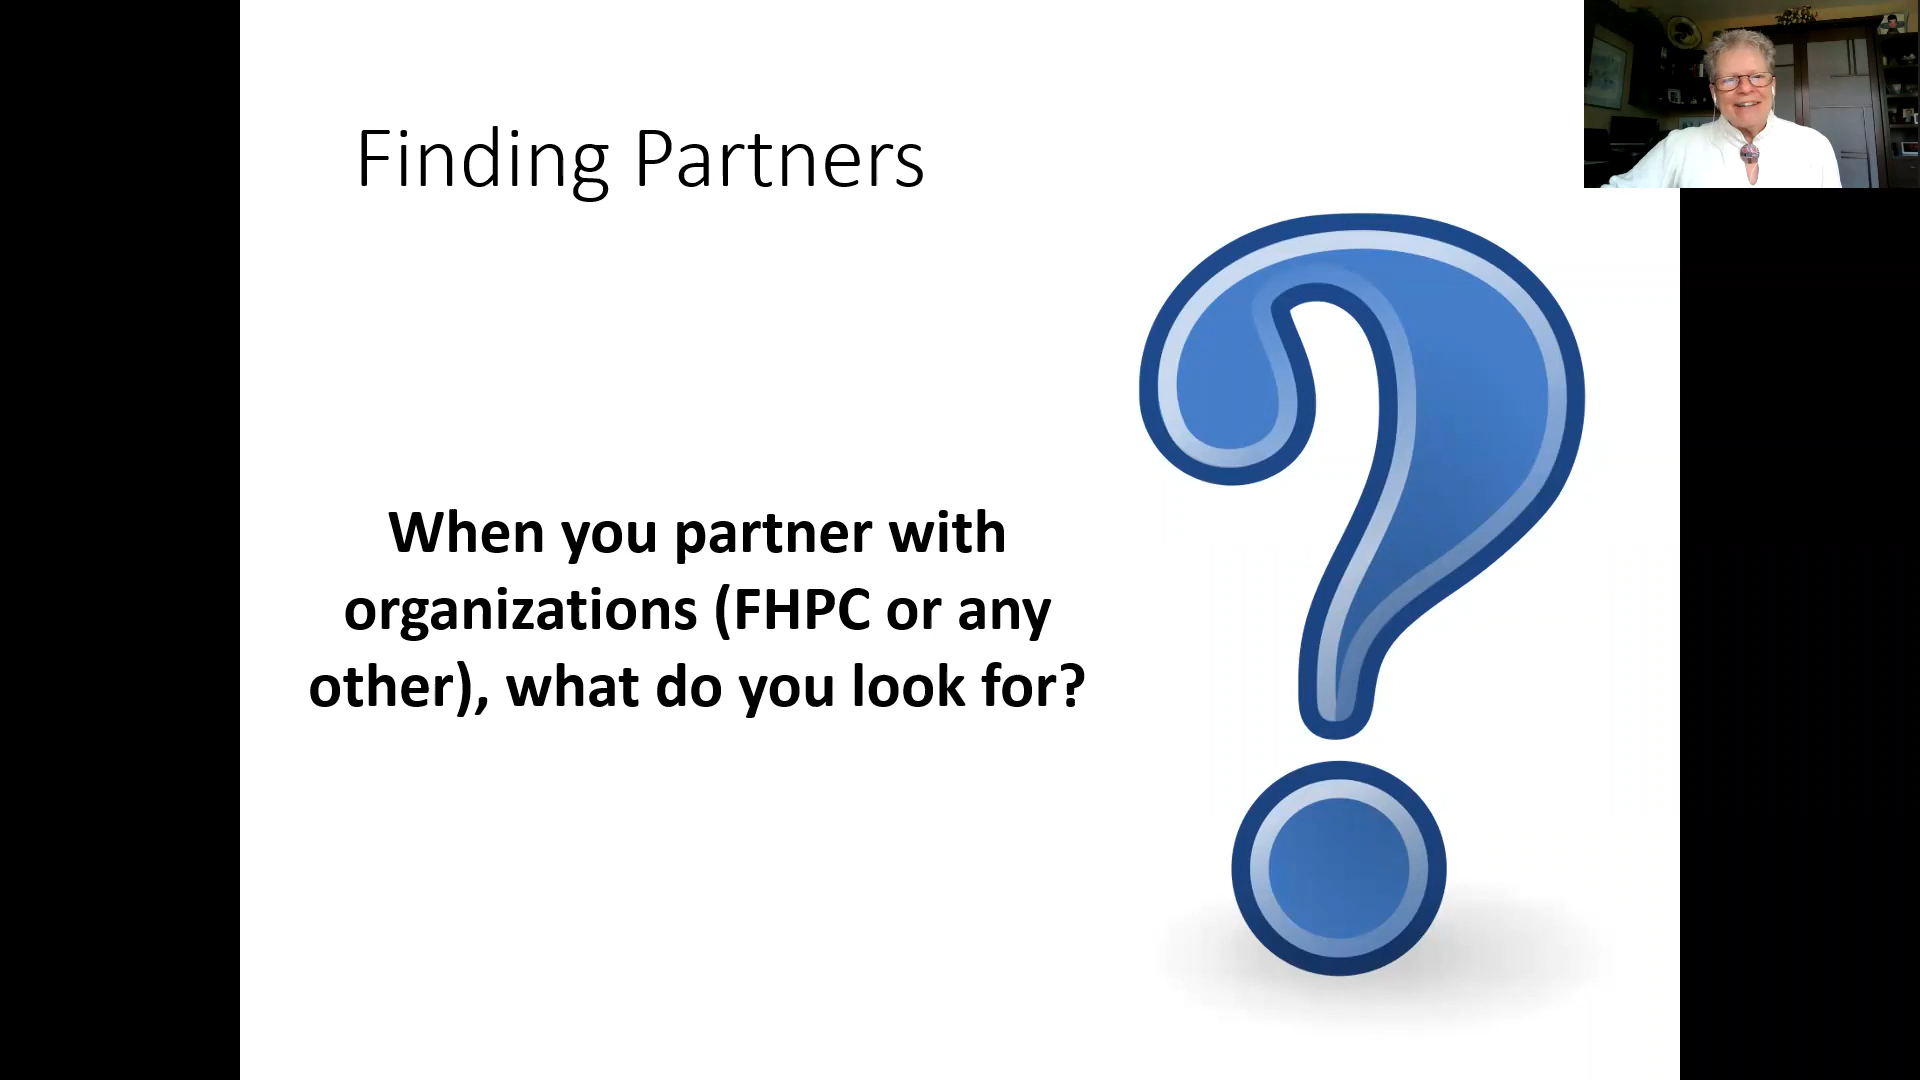 Finding Partners
When you partner with
organizations (FHPC or any
other), what do you look for?